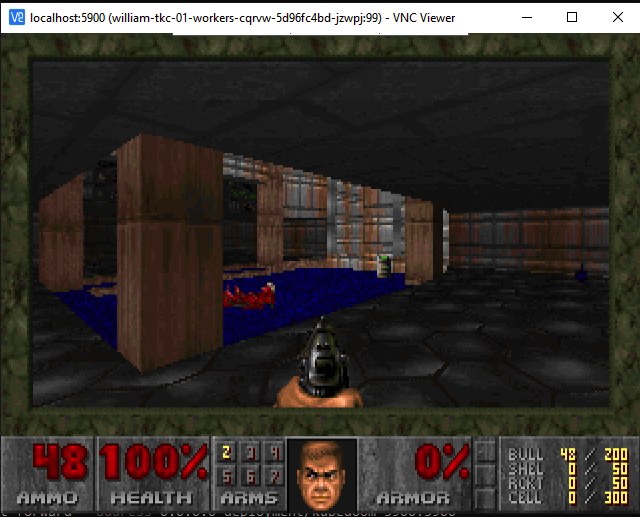 localhost:5900 (william-tkc-01-workers-cqrvw-5d96fc4bd-jzwpj:99) - VNC Viewer
48 100% 2 3 4 0% BULL 48 / 200
SHEL 0 / 50
5 6 7 RCKT 0 / 50
AMMO HEALTH ARMS ARMOR CELL 0 / 300